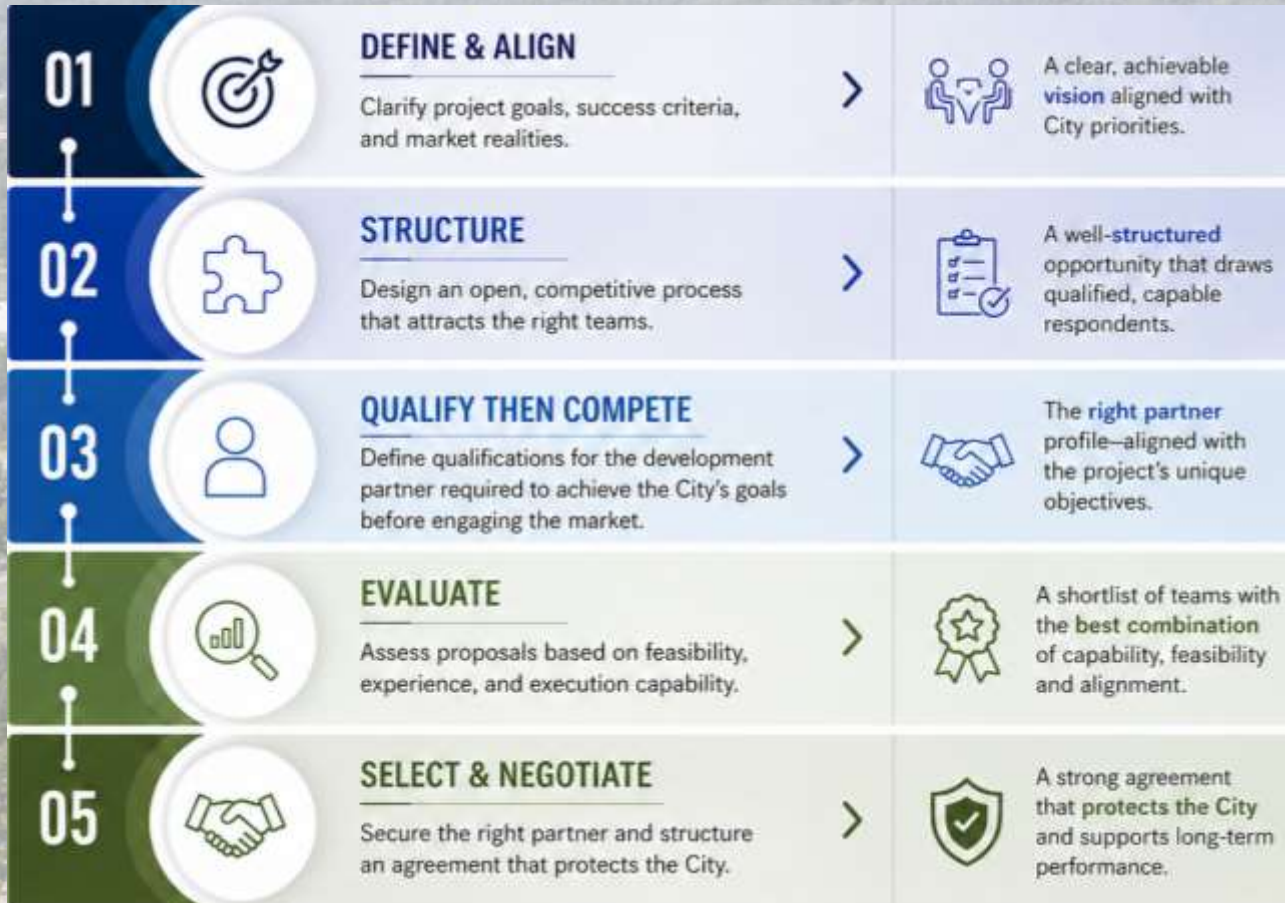 01
DEFINE & ALIGN
Clarify project goals, success criteria,
and market realities.
A clear, achievable
vision aligned with
City priorities.
02
STRUCTURE
Design an open, competitive process
that attracts the right teams.
A well-structured
opportunity that draws
qualified, capable
respondents.
03
QUALIFY THEN COMPETE
Define qualifications for the development
partner required to achieve the City's goals
before engaging the market.
The right partner
profile—aligned with
the project's unique
objectives.
04
EVALUATE
Assess proposals based on feasibility,
experience, and execution capability.
A shortlist of teams with
the best combination
of capability, feasibility
and alignment.
05
SELECT & NEGOTIATE
Secure the right partner and structure
an agreement that protects the City.
A strong agreement
that protects the City
and supports long-term
performance.